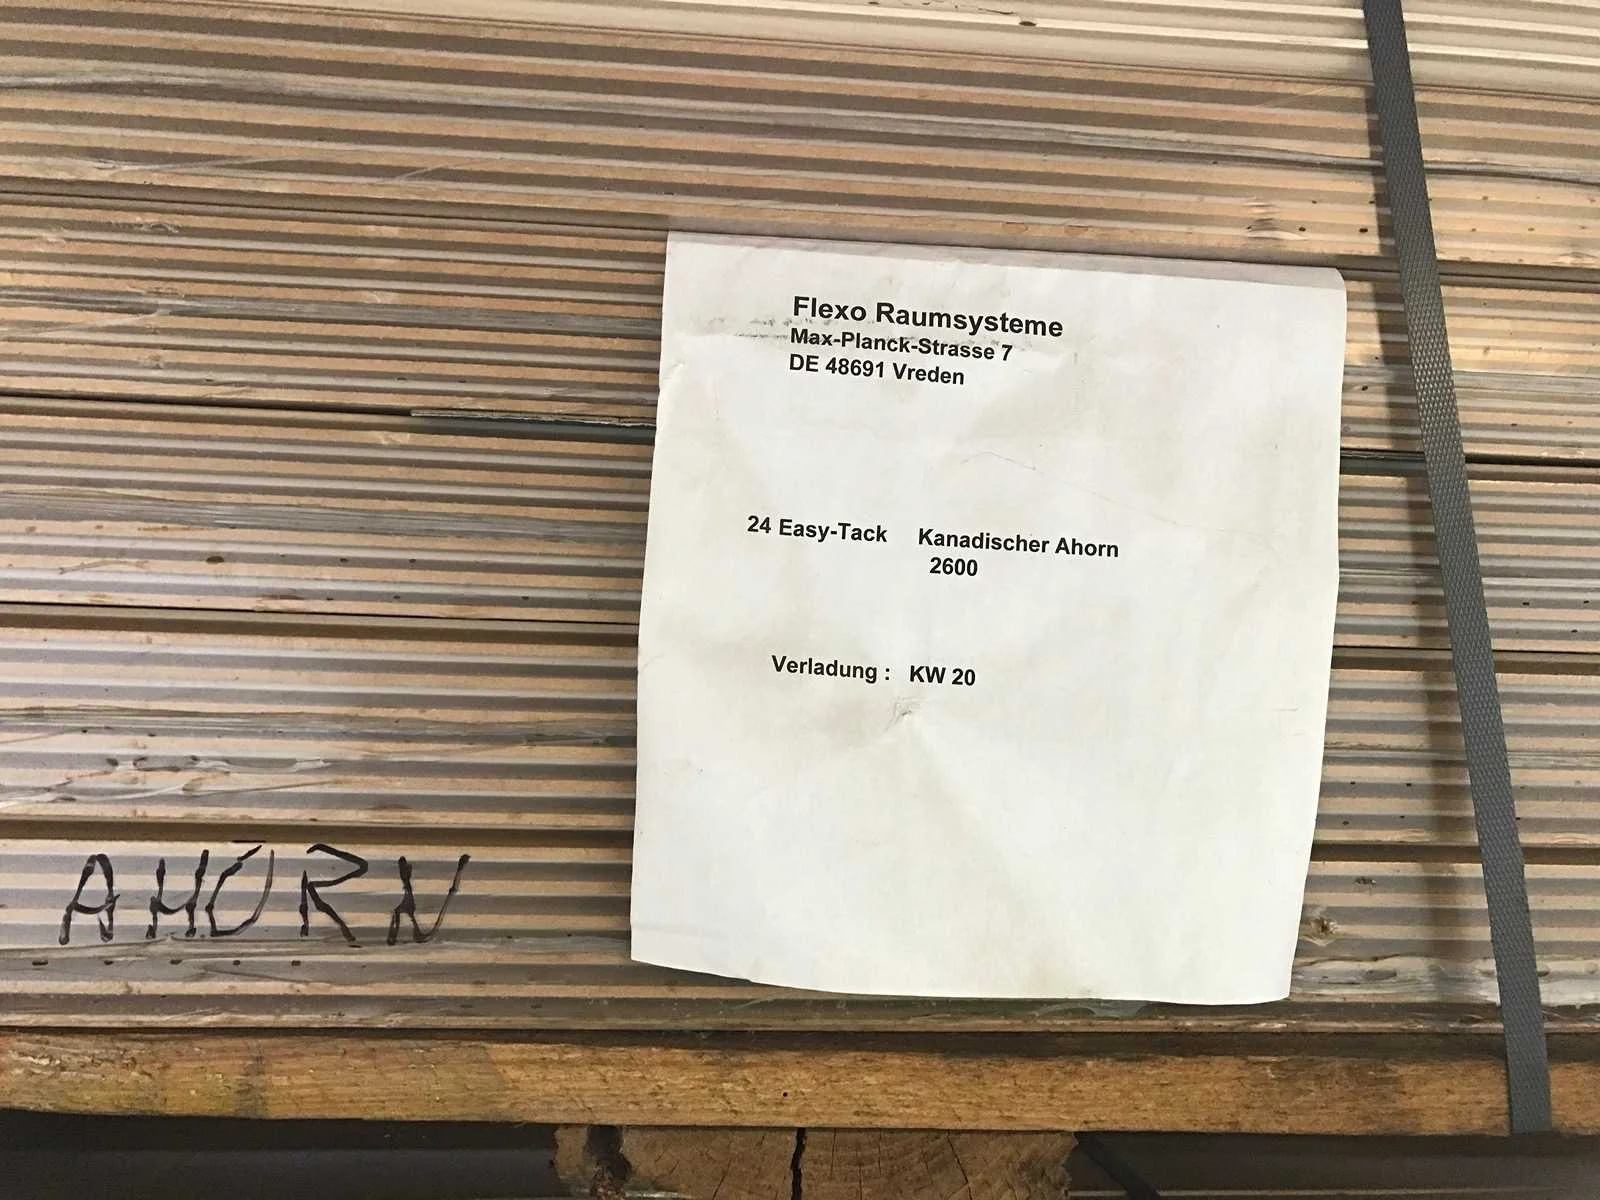 Flexo Raumsysteme
Max-Planck-Strasse 7
DE 48691 Vreden
24 Easy-Tack Kanadischer Ahorn
2600
Verladung : KW 20
AHORN